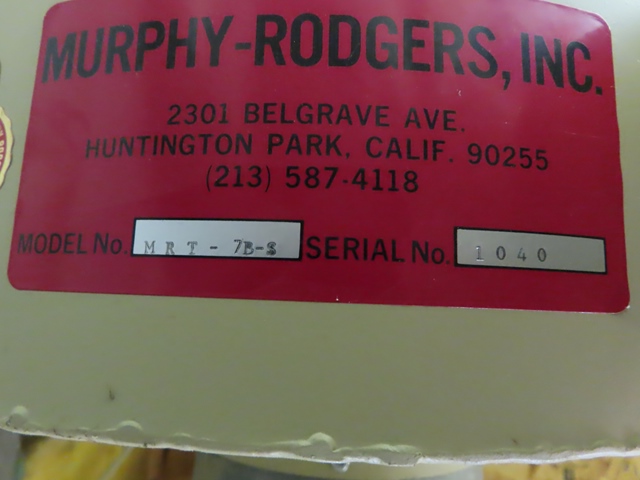 MURPHY-RODGERS, INC.
2301 BELGRAVE AVE.
HUNTINGTON PARK, CALIF. 90255
(213) 587-4118
MODEL No. MRT-7B-S SERIAL No. 1040